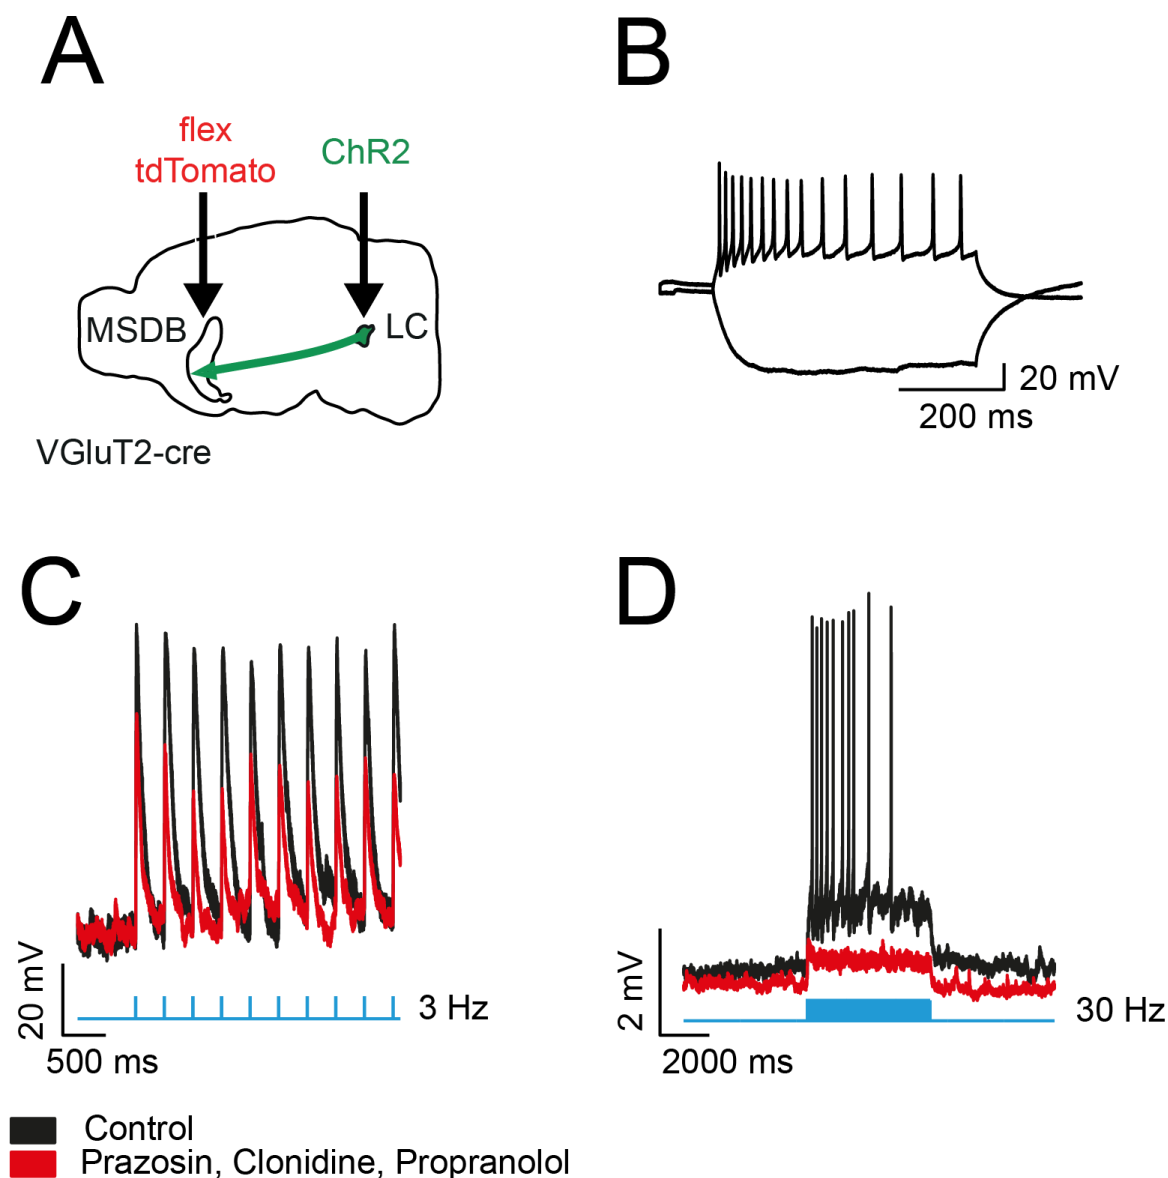 A
flex
tdTomato
ChR2
MSDB
LC
VGluT2-cre
B
20 mV
200 ms
C
20 mV
500 ms
3 Hz
D
2 mV
2000 ms
30 Hz
Control
Prazosin, Clonidine, Propranolol